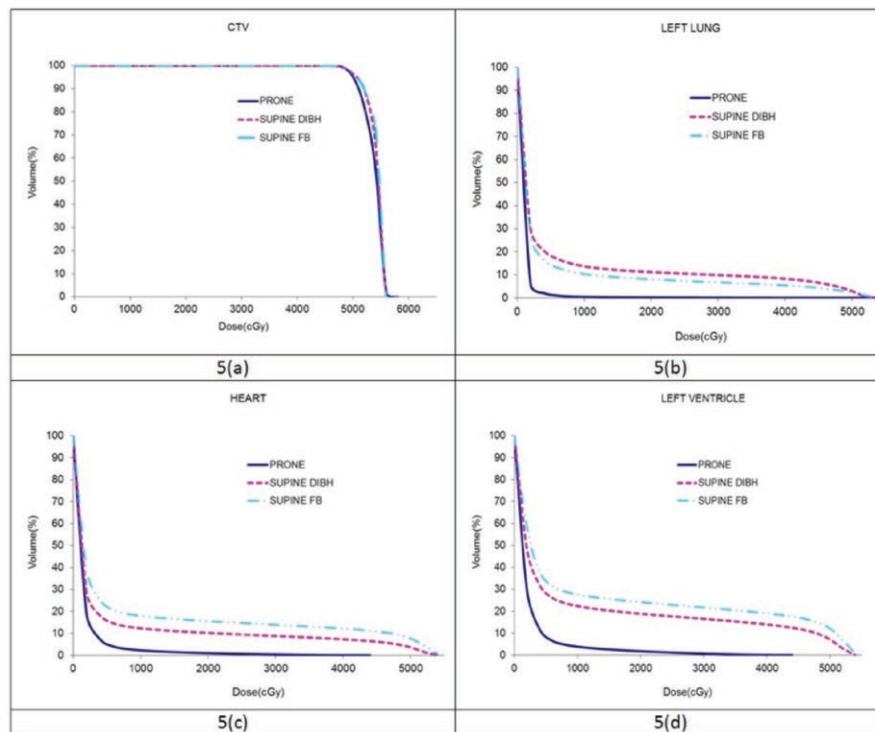 CTV
100
90
80
70
60
50
40
30
20
10
0
Volume(%)
PRONE
SUPINE DIBH
SUPINE FB
0 1000 2000 3000 4000 5000 6000
Dose(cGy)
5(a)
LEFT LUNG
100
90
80
70
60
50
40
30
20
10
0
Volume(%)
PRONE
SUPINE DIBH
SUPINE FB
0 1000 2000 3000 4000 5000
Dose(cGy)
5(b)
HEART
100
90
80
70
60
50
40
30
20
10
0
Volume(%)
PRONE
SUPINE DIBH
SUPINE FB
0 1000 2000 3000 4000 5000
Dose(cGy)
5(c)
LEFT VENTRICLE
100
90
80
70
60
50
40
30
20
10
0
Volume(%)
PRONE
SUPINE DIBH
SUPINE FB
0 1000 2000 3000 4000 5000
Dose(cGy)
5(d)